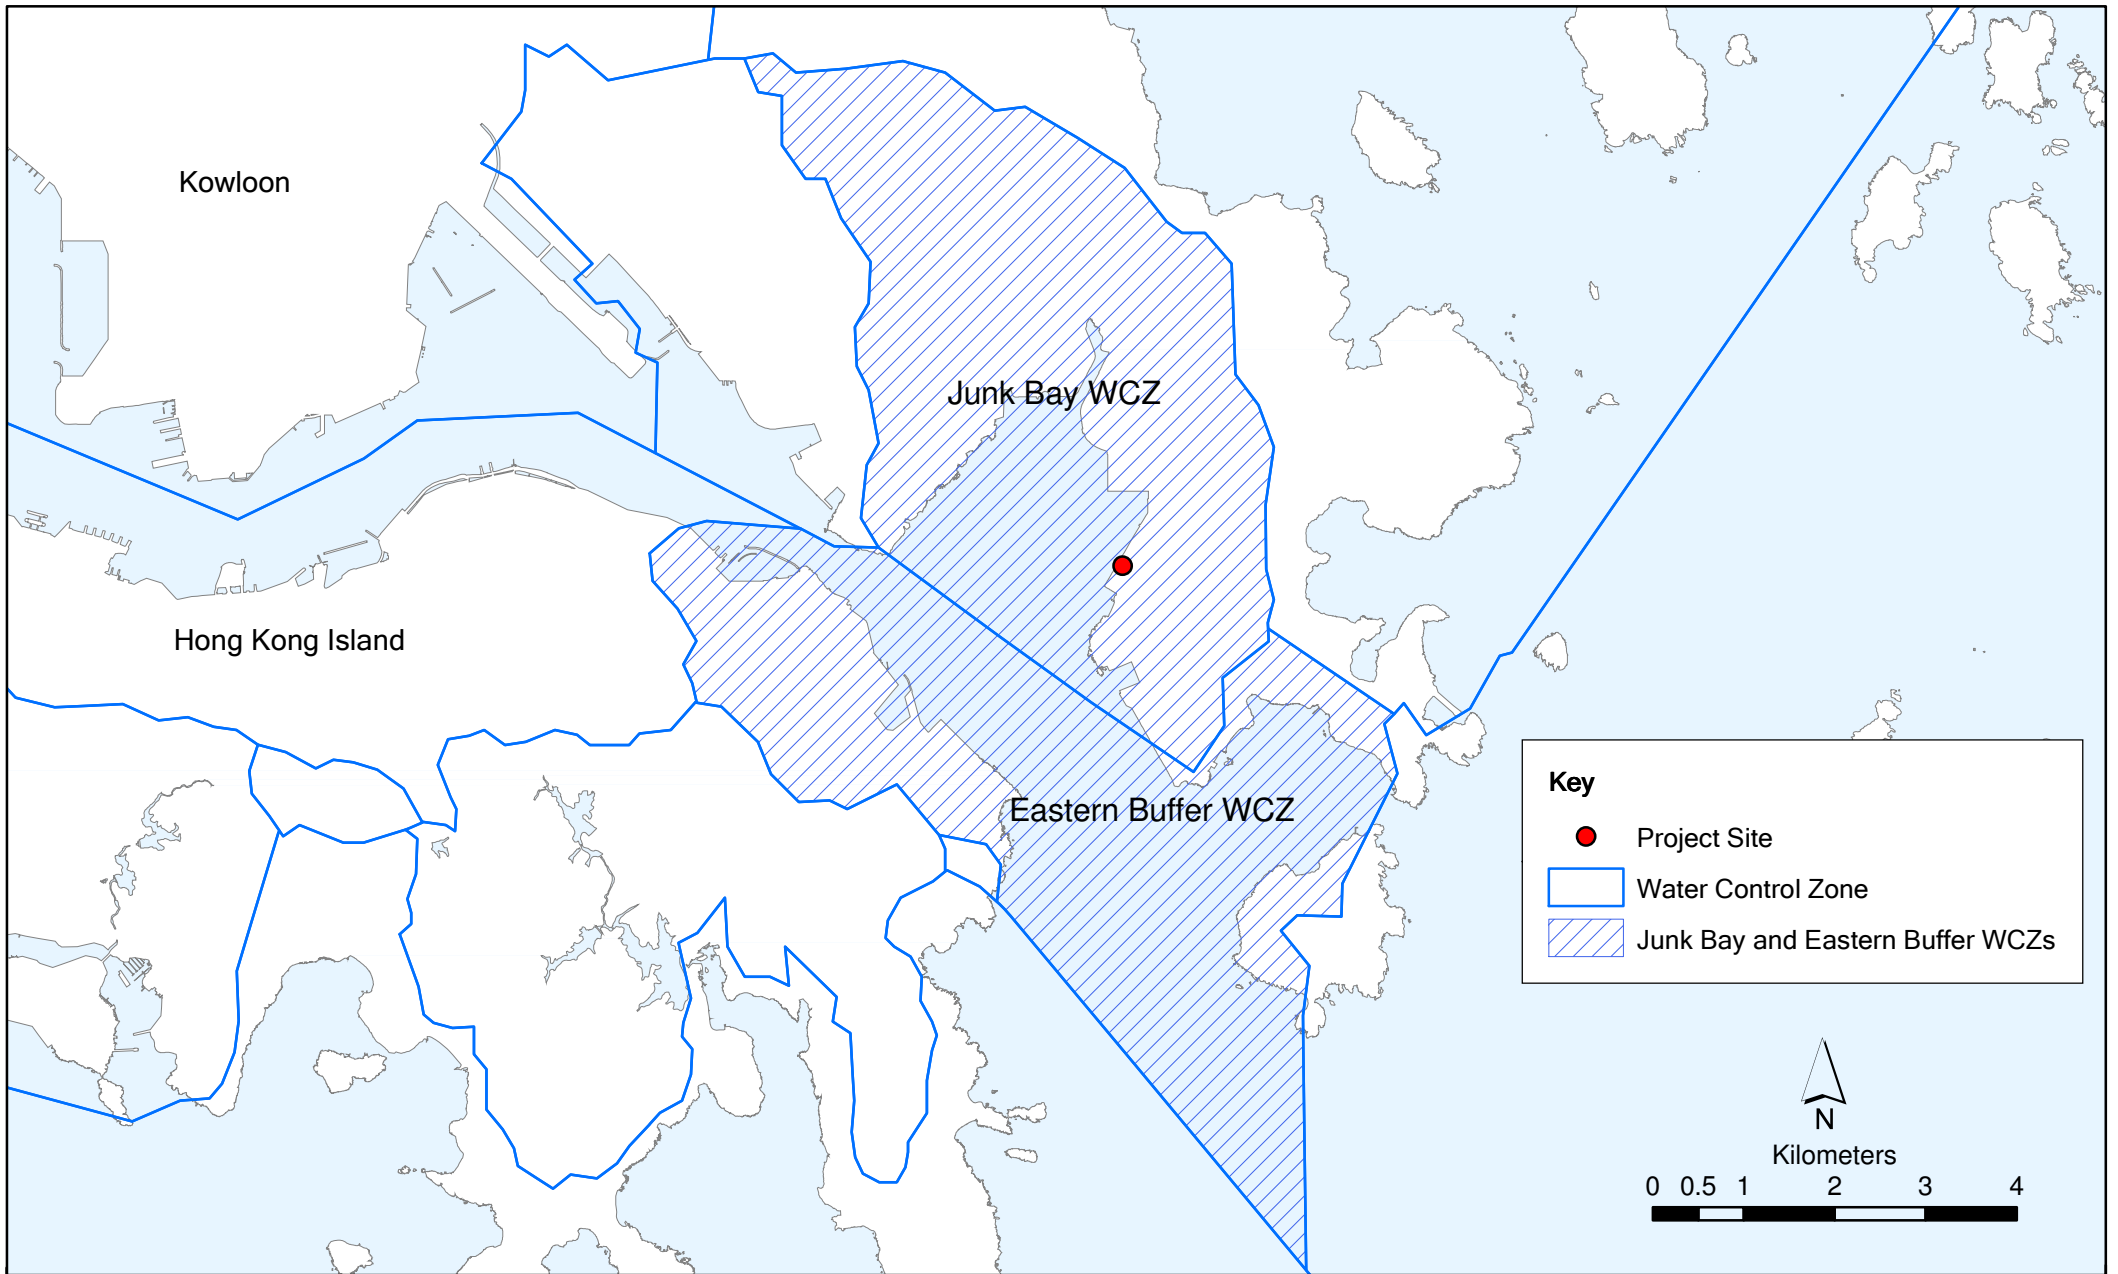 Kowloon
Junk Bay WCZ
Hong Kong Island
Eastern Buffer WCZ
Key
Project Site
Water Control Zone
Junk Bay and Eastern Buffer WCZs
N
Kilometers
0 0.5 1 2 3 4